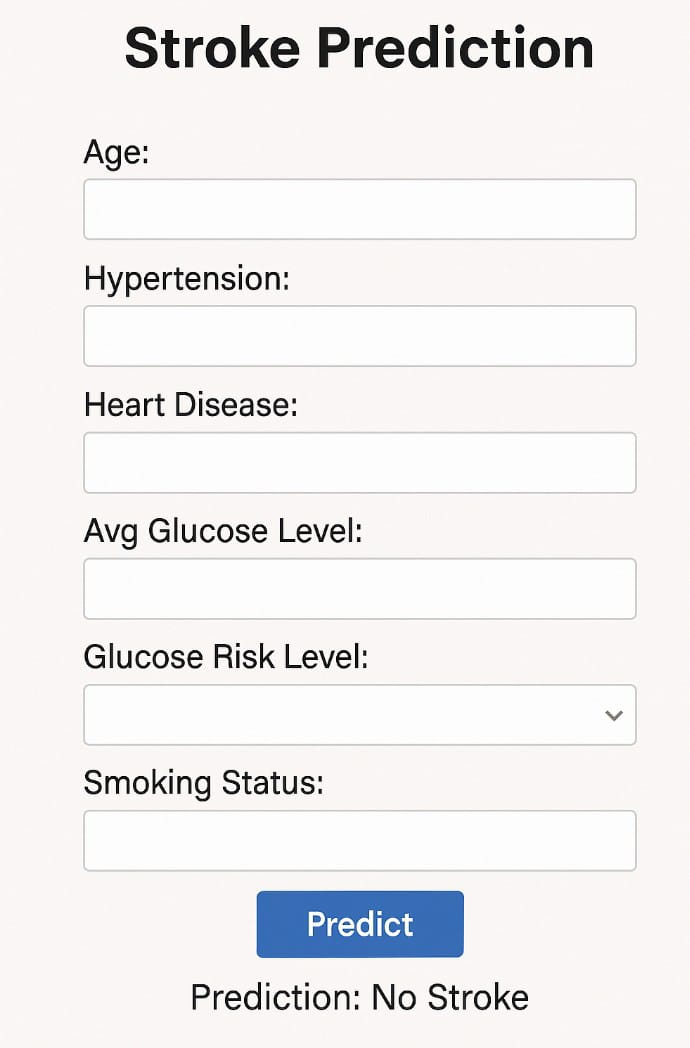 Stroke Prediction
Age:
Hypertension:
Heart Disease:
Avg Glucose Level:
Glucose Risk Level:
Smoking Status:
Predict
Prediction: No Stroke